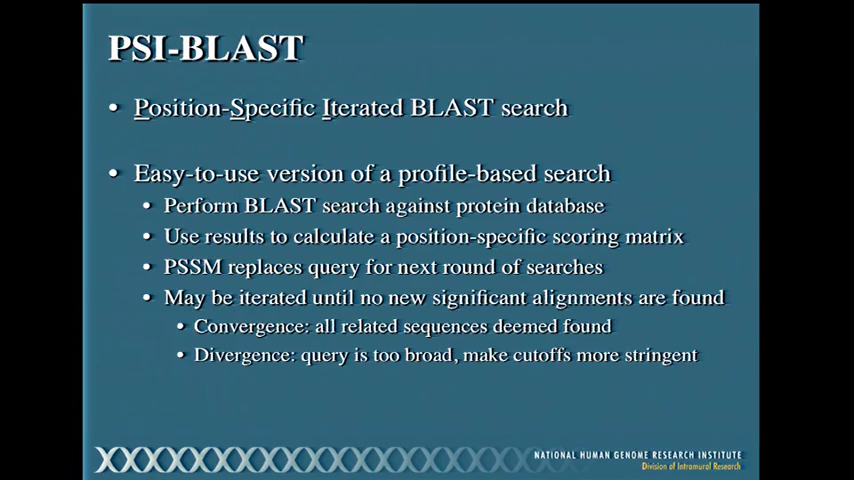 PSI-BLAST
• Position-Specific Iterated BLAST search
• Easy-to-use version of a profile-based search
• Perform BLAST search against protein database
• Use results to calculate a position-specific scoring matrix
• PSSM replaces query for next round of searches
• May be iterated until no new significant alignments are found
• Convergence: all related sequences deemed found
• Divergence: query is too broad, make cutoffs more stringent
NATIONAL HUMAN GENOME RESEARCH INSTITUTE
Division of Intramural Research